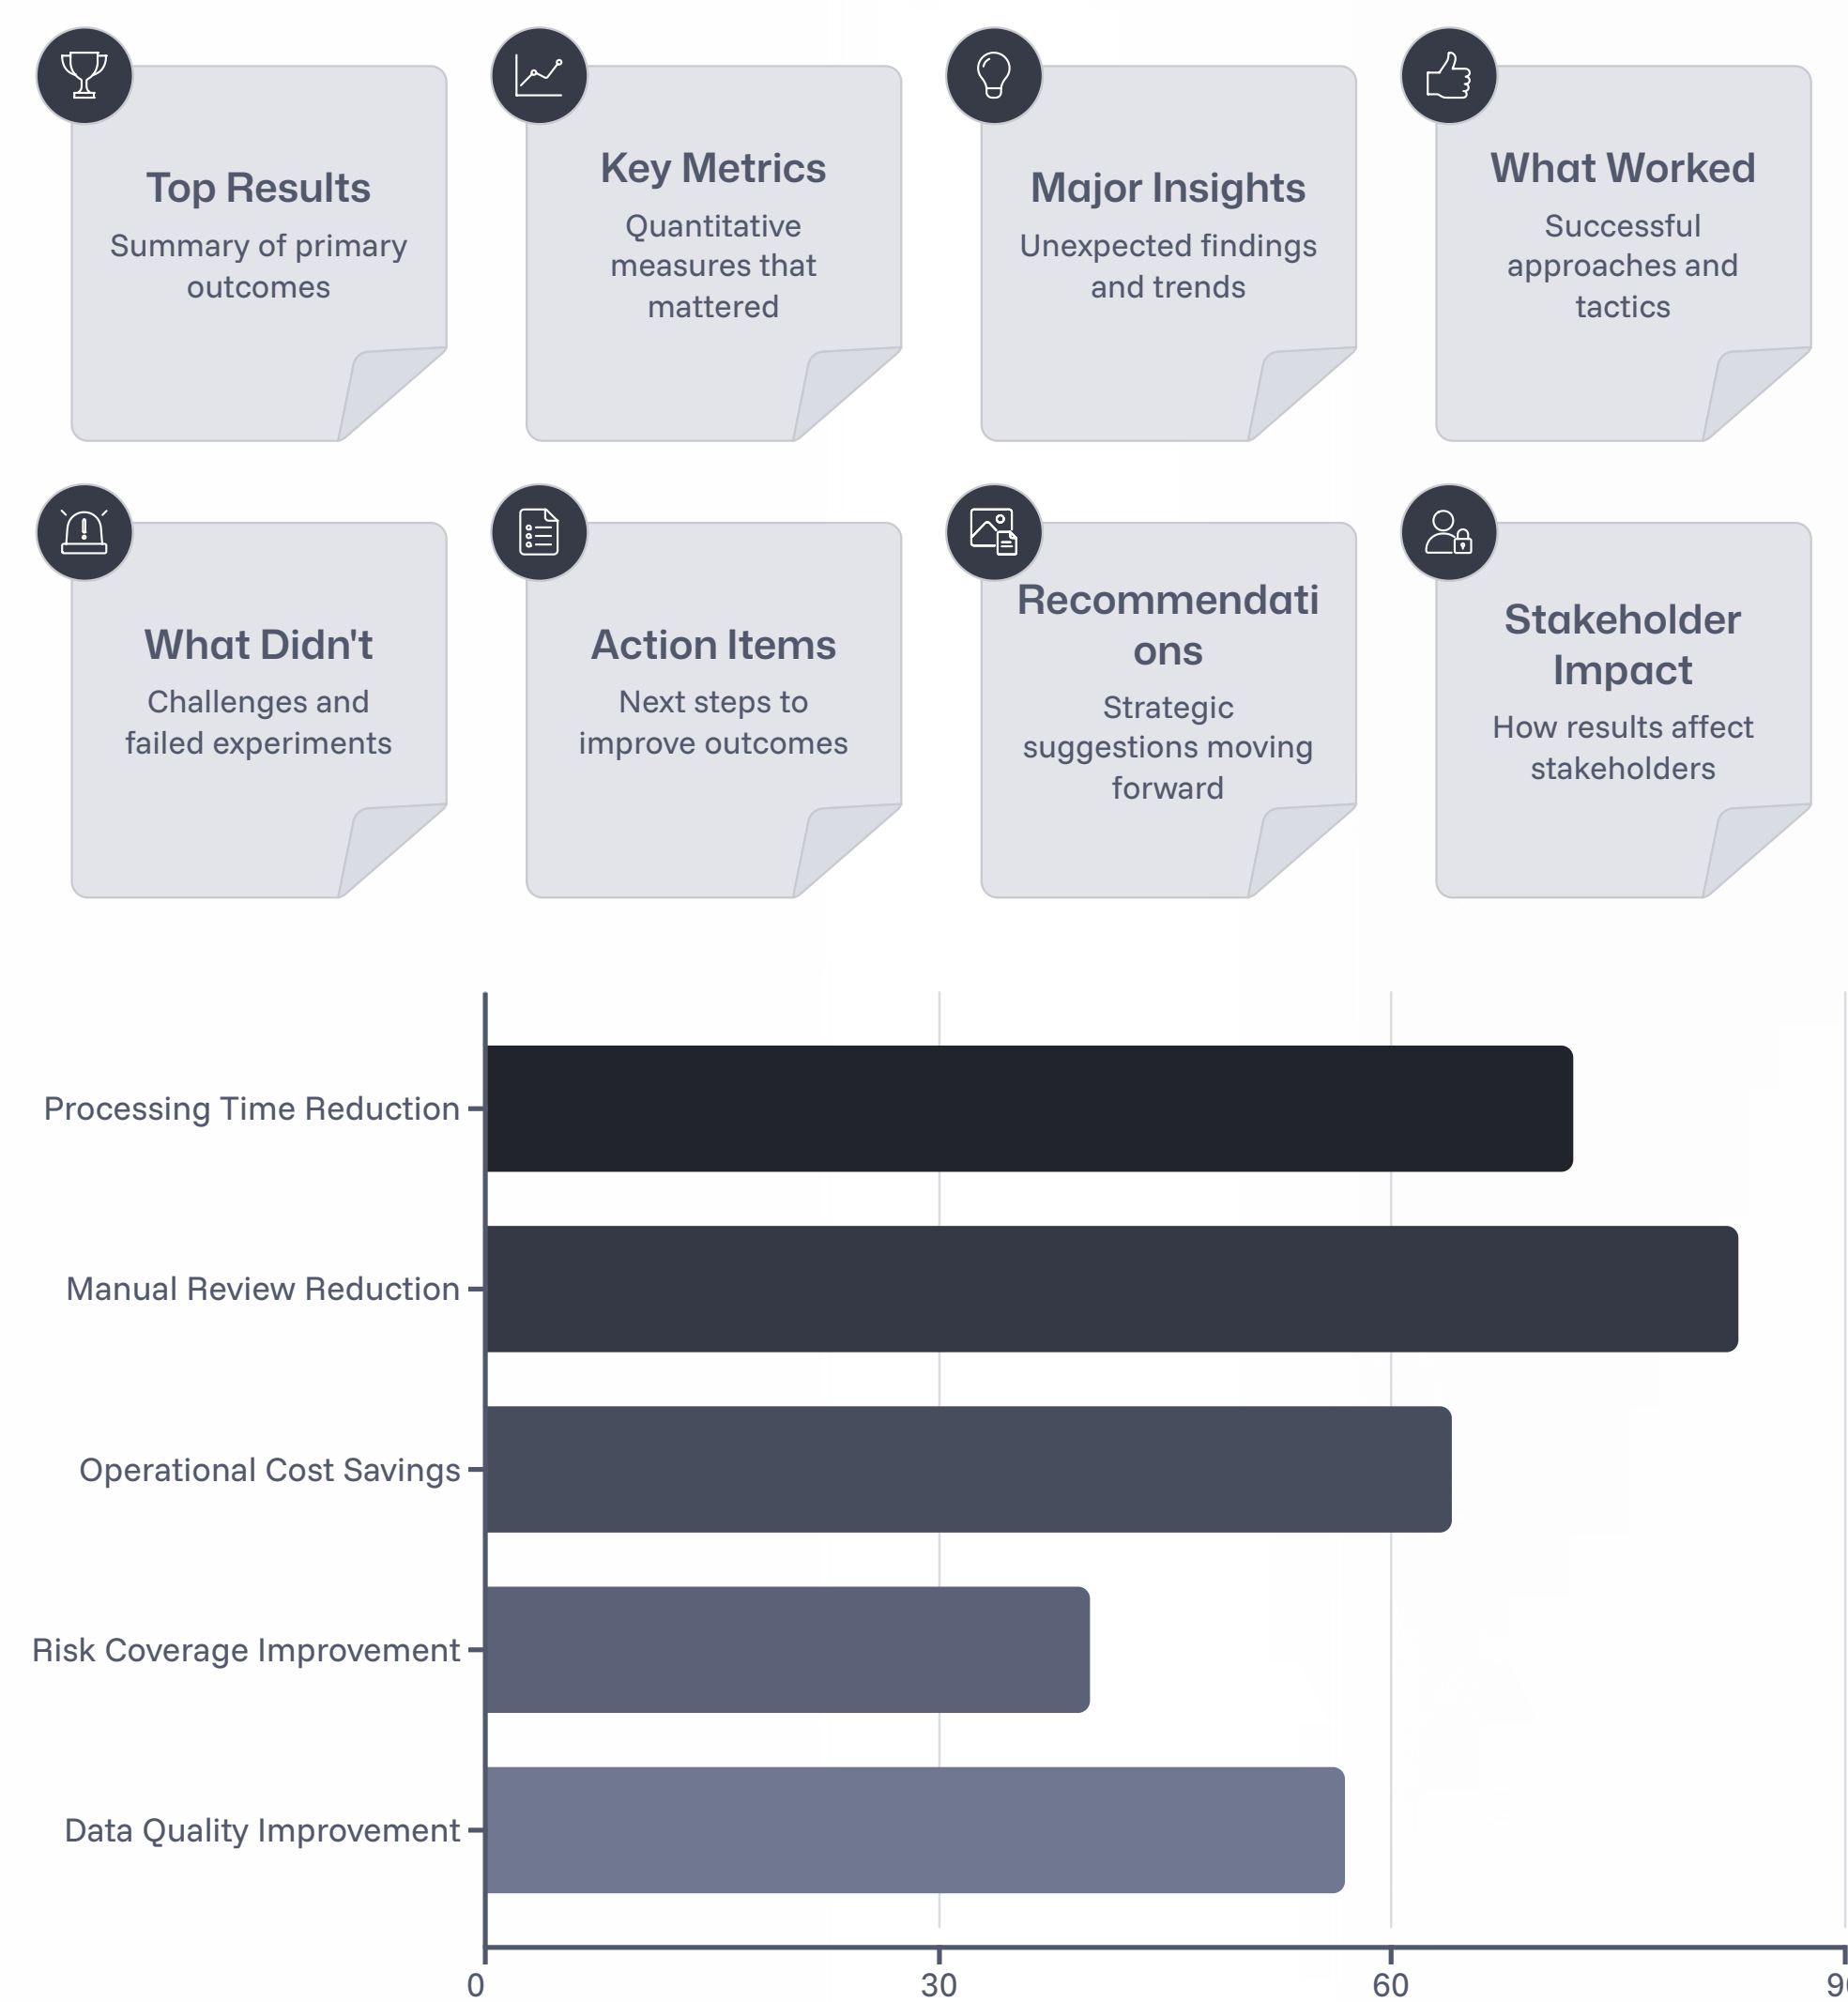 Top Results
Summary of primary
outcomes
Key Metrics
Quantitative
measures that
mattered
Major Insights
Unexpected findings
and trends
What Worked
Successful
approaches and
tactics
What Didn't
Challenges and
failed experiments
Action Items
Next steps to
improve outcomes
Recommendati
ons
Strategic
suggestions moving
forward
Stakeholder
Impact
How results affect
stakeholders
Processing Time Reduction
Manual Review Reduction
Operational Cost Savings
Risk Coverage Improvement
Data Quality Improvement
0 30 60